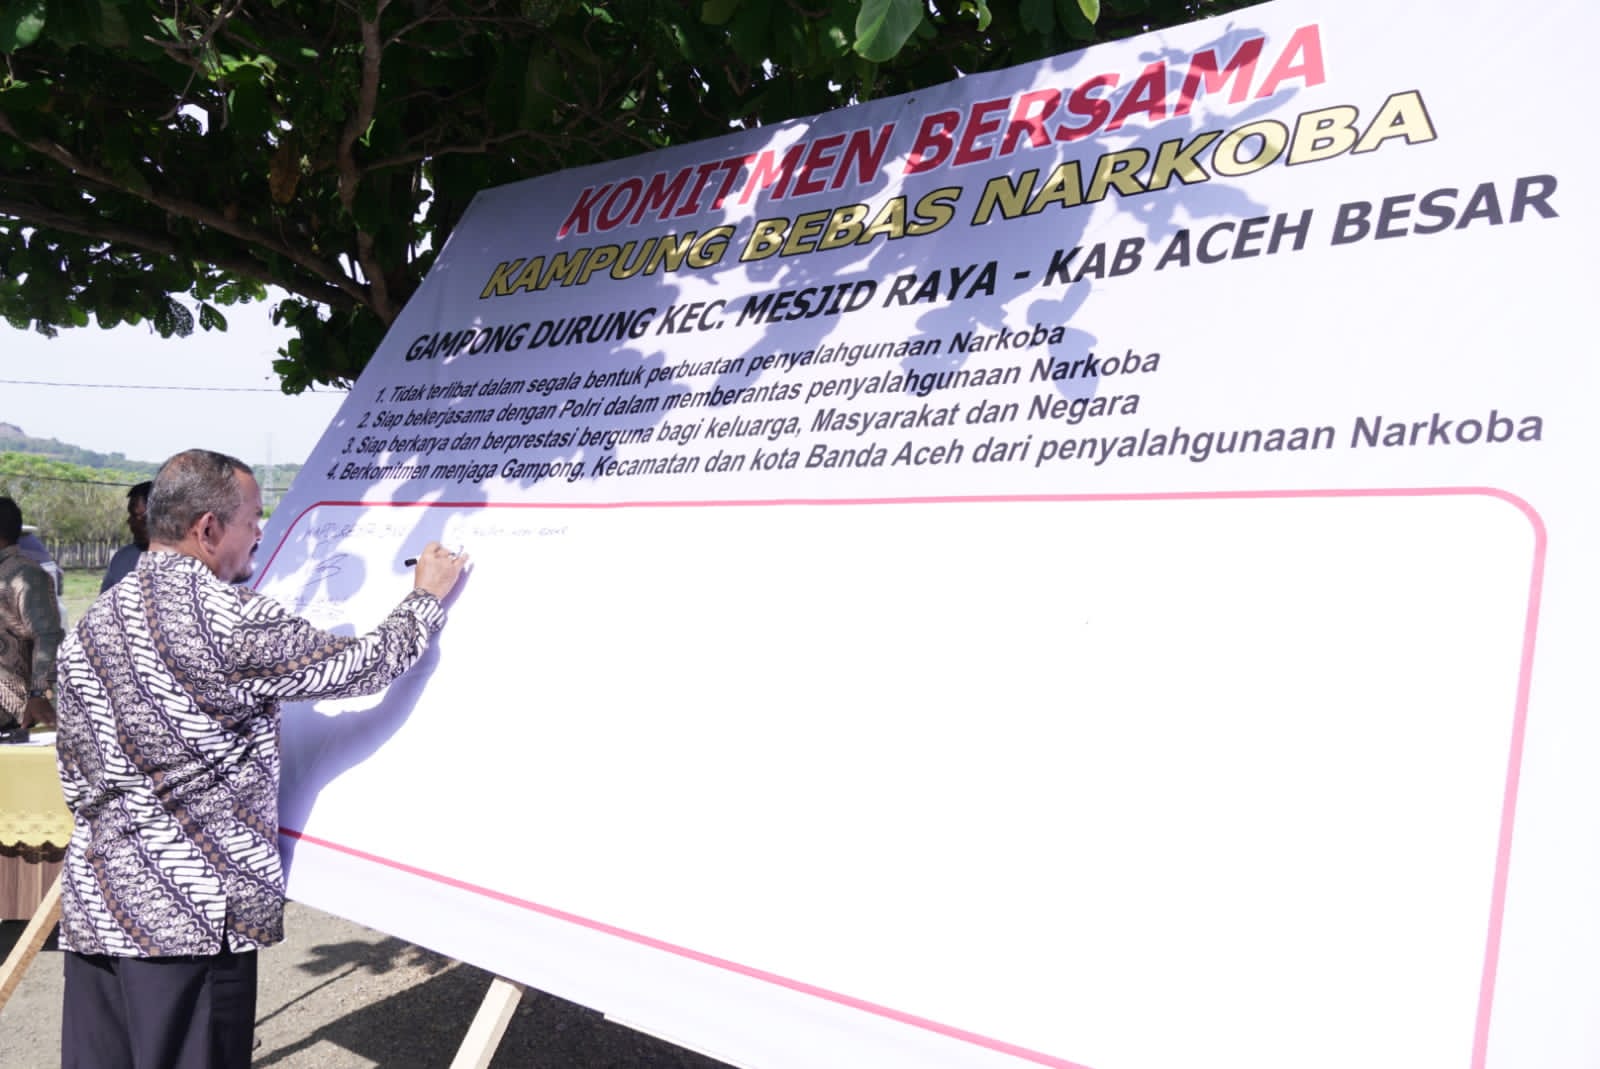 KOMITMEN BERSAMA
KAMPUNG BEBAS NARKOBA
GAMPONG DURUNG KEC. MESJID RAYA - KAB ACEH BESAR
1. Tidak terlibat dalam segala bentuk perbuatan penyalahgunaan Narkoba
2. Siap bekerjasama dengan Polri dalam memberantas penyalahgunaan Narkoba
3. Siap berkarya dan berprestasi berguna bagi keluarga, Masyarakat dan Negara
4. Berkomitmen menjaga Gampong, Kecamatan dan kota Banda Aceh dari penyalahgunaan Narkoba